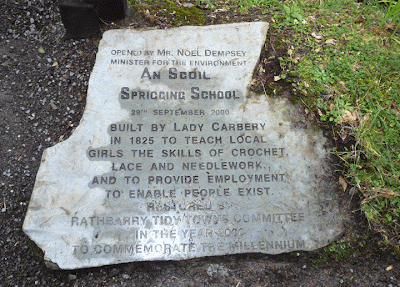 OPENED BY MR. NOEL DEMPSEY
MINISTER FOR THE ENVIRONMENT
AN SCOIL
SPRIGGING SCHOOL
29TH SEPTEMBER 2000
BUILT BY LADY CARBERY
IN 1825 TO TEACH LOCAL
GIRLS THE SKILLS OF CROCHET,
LACE AND NEEDLEWORK,
AND TO PROVIDE EMPLOYMENT
TO ENABLE PEOPLE EXIST.
RESTORED BY
RATHBARRY TIDY TOWNS COMMITTEE
IN THE YEAR 2000
TO COMMEMORATE THE MILLENNIUM